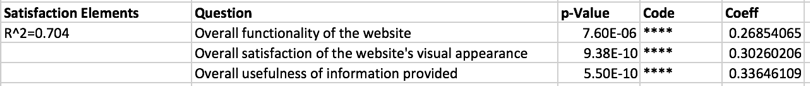 Satisfaction Elements Question p-Value Code Coeff
R^2=0.704 Overall functionality of the website 7.60E-06 **** 0.26854065
Overall satisfaction of the website's visual appearance 9.38E-10 **** 0.30260206
Overall usefulness of information provided 5.50E-10 **** 0.33646109